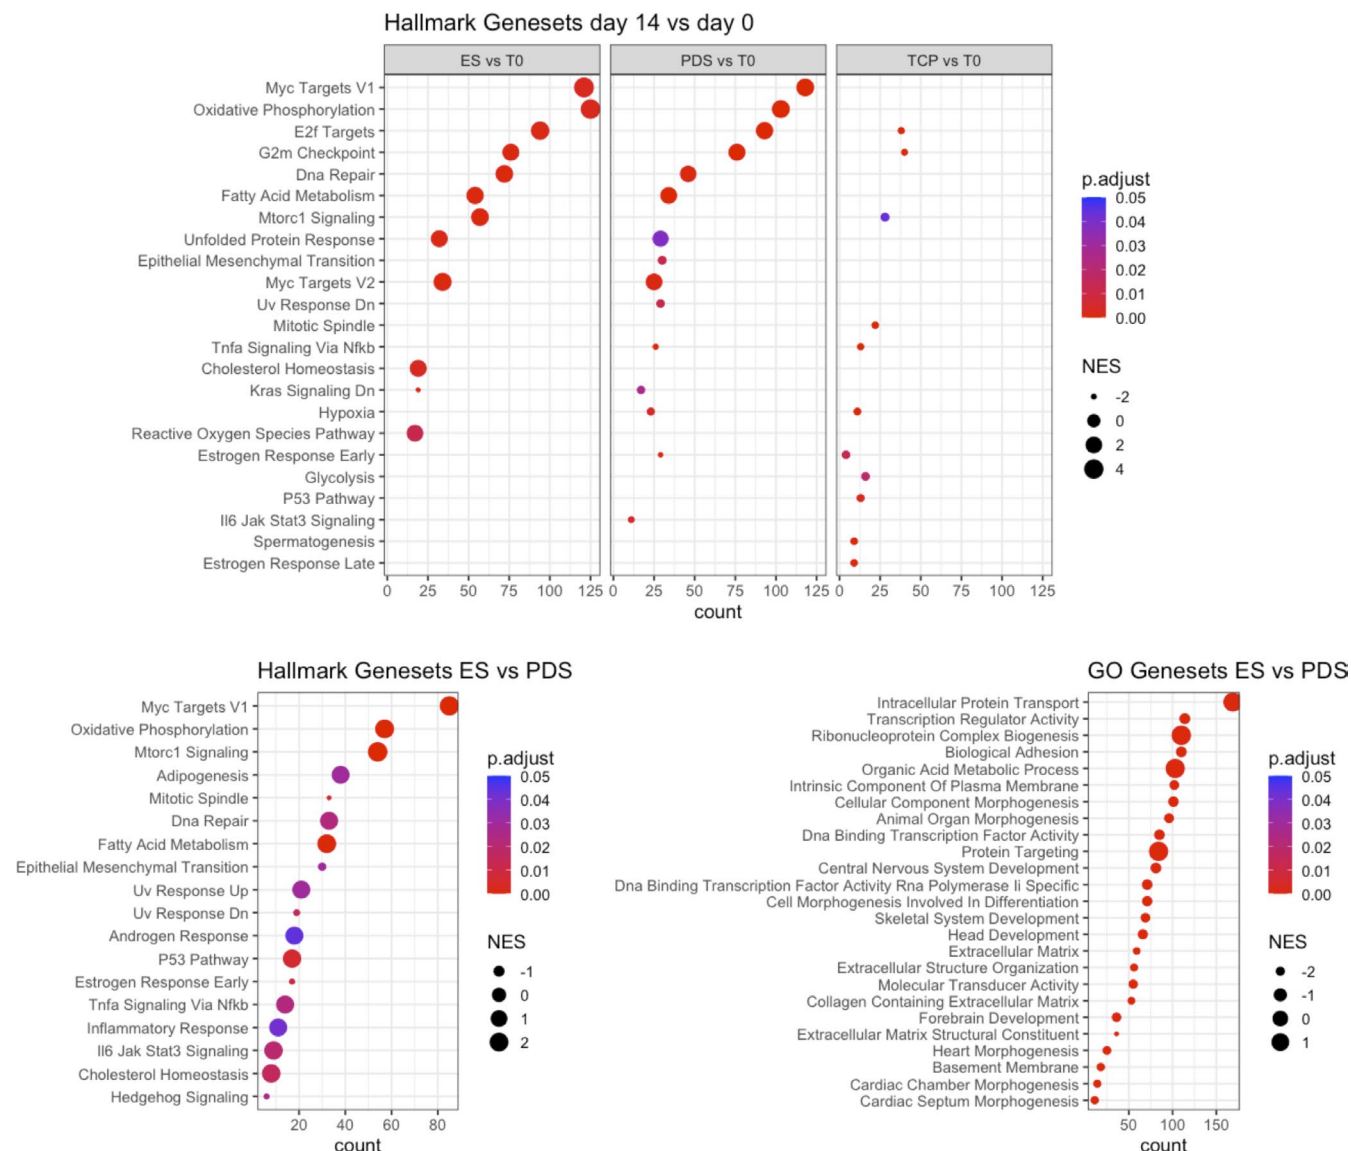 Hallmark Genesets day 14 vs day 0
ES vs T0
PDS vs T0
TCP vs T0
Myc Targets V1
Oxidative Phosphorylation
E2f Targets
G2m Checkpoint
Dna Repair
Fatty Acid Metabolism
Mtorc1 Signaling
Unfolded Protein Response
Epithelial Mesenchymal Transition
Myc Targets V2
Uv Response Dn
Mitotic Spindle
Tnfa Signaling Via Nfkb
Cholesterol Homeostasis
Kras Signaling Dn
Hypoxia
Reactive Oxygen Species Pathway
Estrogen Response Early
Glycolysis
P53 Pathway
Il6 Jak Stat3 Signaling
Spermatogenesis
Estrogen Response Late
0 25 50 75 100 125
0 25 50 75 100 125
0 25 50 75 100 125
count
p.adjust
0.05
0.04
0.03
0.02
0.01
0.00
NES
-2
0
2
4
Hallmark Genesets ES vs PDS
Myc Targets V1
Oxidative Phosphorylation
Mtorc1 Signaling
Adipogenesis
Mitotic Spindle
Dna Repair
Fatty Acid Metabolism
Epithelial Mesenchymal Transition
Uv Response Up
Uv Response Dn
Androgen Response
P53 Pathway
Estrogen Response Early
Tnfa Signaling Via Nfkb
Inflammatory Response
Il6 Jak Stat3 Signaling
Cholesterol Homeostasis
Hedgehog Signaling
20 40 60 80
count
p.adjust
0.05
0.04
0.03
0.02
0.01
0.00
NES
-1
0
1
2
GO Genesets ES vs PDS
Intracellular Protein Transport
Transcription Regulator Activity
Ribonucleoprotein Complex Biogenesis
Biological Adhesion
Organic Acid Metabolic Process
Intrinsic Component Of Plasma Membrane
Cellular Component Morphogenesis
Animal Organ Morphogenesis
Dna Binding Transcription Factor Activity
Protein Targeting
Central Nervous System Development
Dna Binding Transcription Factor Activity Rna Polymerase Ii Specific
Cell Morphogenesis Involved In Differentiation
Skeletal System Development
Head Development
Extracellular Matrix
Extracellular Structure Organization
Molecular Transducer Activity
Collagen Containing Extracellular Matrix
Forebrain Development
Extracellular Matrix Structural Constituent
Heart Morphogenesis
Basement Membrane
Cardiac Chamber Morphogenesis
Cardiac Septum Morphogenesis
50 100 150
count
p.adjust
0.05
0.04
0.03
0.02
0.01
0.00
NES
-2
-1
0
1